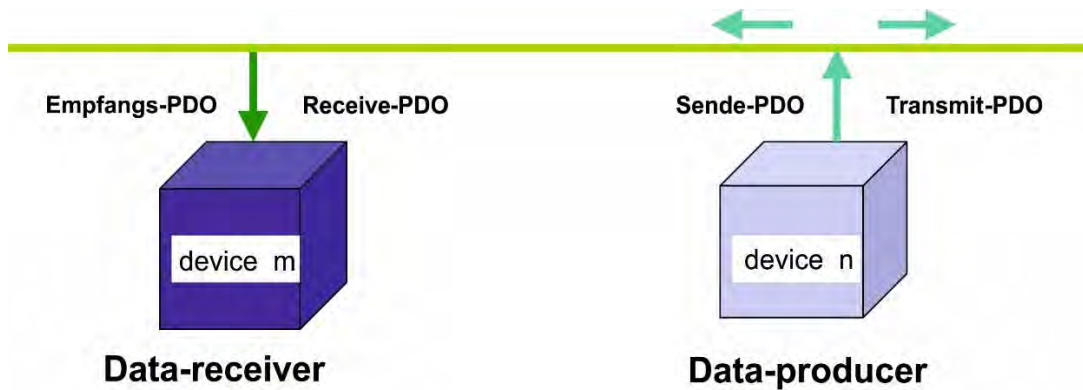 Empfangs-PDO Receive-PDO Sende-PDO Transmit-PDO
device m device n
Data-receiver Data-producer